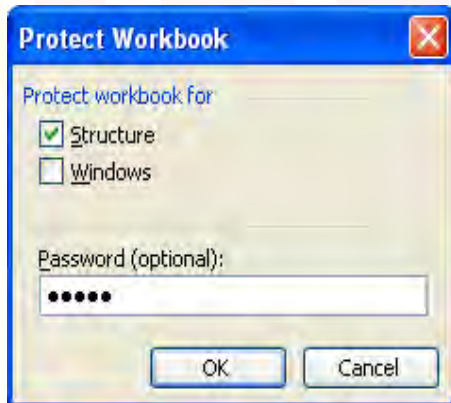 Protect Workbook
Protect workbook for
Structure
Windows
Password (optional):
•••••
OK
Cancel